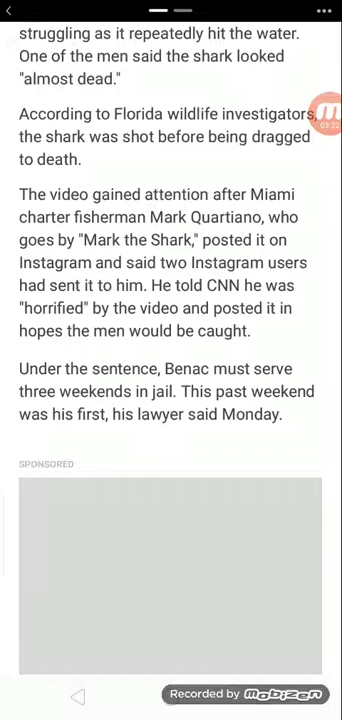 struggling as it repeatedly hit the water.
One of the men said the shark looked
"almost dead."
According to Florida wildlife investigators,
the shark was shot before being dragged
to death.
The video gained attention after Miami
charter fisherman Mark Quartiano, who
goes by "Mark the Shark," posted it on
Instagram and said two Instagram users
had sent it to him. He told CNN he was
"horrified" by the video and posted it in
hopes the men would be caught.
Under the sentence, Benac must serve
three weekends in jail. This past weekend
was his first, his lawyer said Monday.
SPONSORED
Recorded by mobizen